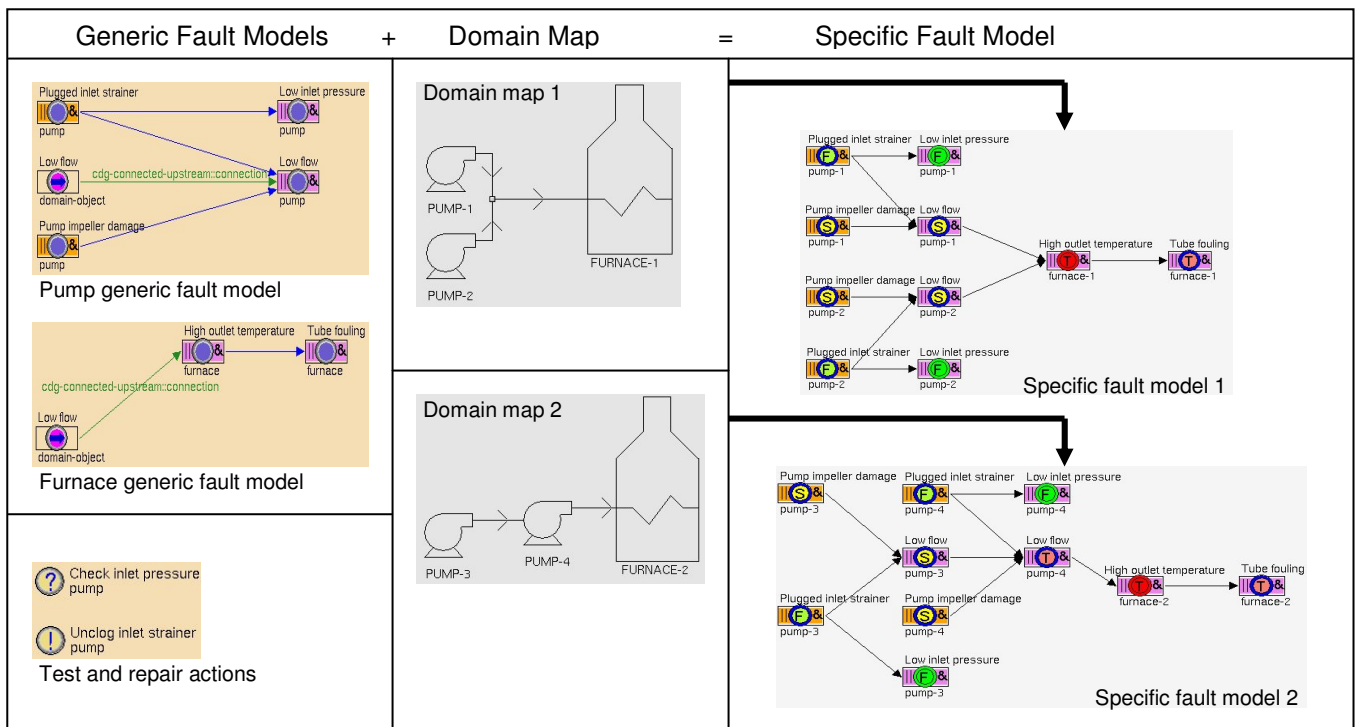 Generic Fault Models + Domain Map = Specific Fault Model
Plugged inlet strainer
&
pump
Low inlet pressure
&
pump
Low flow
domain-object
cdg-connected-upstream::connection
Low flow
&
pump
Pump impeller damage
&
pump
Pump generic fault model
High outlet temperature
&
furnace
Tube fouling
&
furnace
cdg-connected-upstream::connection
Low flow
domain-object
Furnace generic fault model
?
Check inlet pressure
pump
!
Unclog inlet strainer
pump
Test and repair actions
Domain map 1
PUMP-1
PUMP-2
FURNACE-1
Domain map 2
PUMP-3
PUMP-4
FURNACE-2
Plugged inlet strainer
F &
pump-1
Low inlet pressure
F &
pump-1
Pump impeller damage
S &
pump-1
Low flow
S &
pump-1
High outlet temperature
T &
furnace-1
Tube fouling
T &
furnace-1
Pump impeller damage
S &
pump-2
Low flow
S &
pump-2
Plugged inlet strainer
F &
pump-2
Low inlet pressure
F &
pump-2
Specific fault model 1
Pump impeller damage
S &
pump-3
Plugged inlet strainer
F &
pump-4
Low inlet pressure
F &
pump-4
Low flow
S &
pump-3
Low flow
T &
pump-4
High outlet temperature
T &
furnace-2
Tube fouling
T &
furnace-2
Plugged inlet strainer
F &
pump-3
Pump impeller damage
S &
pump-4
Low inlet pressure
F &
pump-3
Specific fault model 2